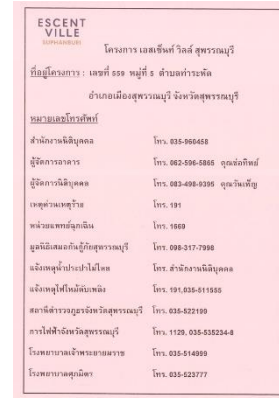 ESCENT
VILLE
SUPHANBURI
โครงการ เอสเซ็นท์ วิลล์ สุพรรณบุรี
ที่อยู่โครงการ : เลขที่ 559 หมู่ที่ 5 ตำบลท่าระหัด
อำเภอเมืองสุพรรณบุรี จังหวัดสุพรรณบุรี
หมายเลขโทรศัพท์
สำนักงานนิติบุคคล โทร. 035-960458
ผู้จัดการอาคาร โทร. 062-596-5865 คุณช่อทิพย์
ผู้จัดการนิติบุคคล โทร. 083-498-9395 คุณวันเพ็ญ
เหตุด่วนเหตุร้าย โทร. 191
หน่วยแพทย์ฉุกเฉิน โทร. 1669
มูลนิธิเสมอกันกู้ภัยสุพรรณบุรี โทร. 098-317-7998
แจ้งเหตุน้ำประปาไม่ไหล โทร. สำนักงานนิติบุคคล
แจ้งเหตุไฟไหม้ดับเพลิง โทร. 191,035-511555
สถานีตำรวจภูธรจังหวัดสุพรรณบุรี โทร. 035-522199
การไฟฟ้าจังหวัดสุพรรณบุรี โทร. 1129, 035-535234-8
โรงพยาบาลเจ้าพระยายมราช โทร. 035-514999
โรงพยาบาลศุภมิตรา โทร. 035-523777